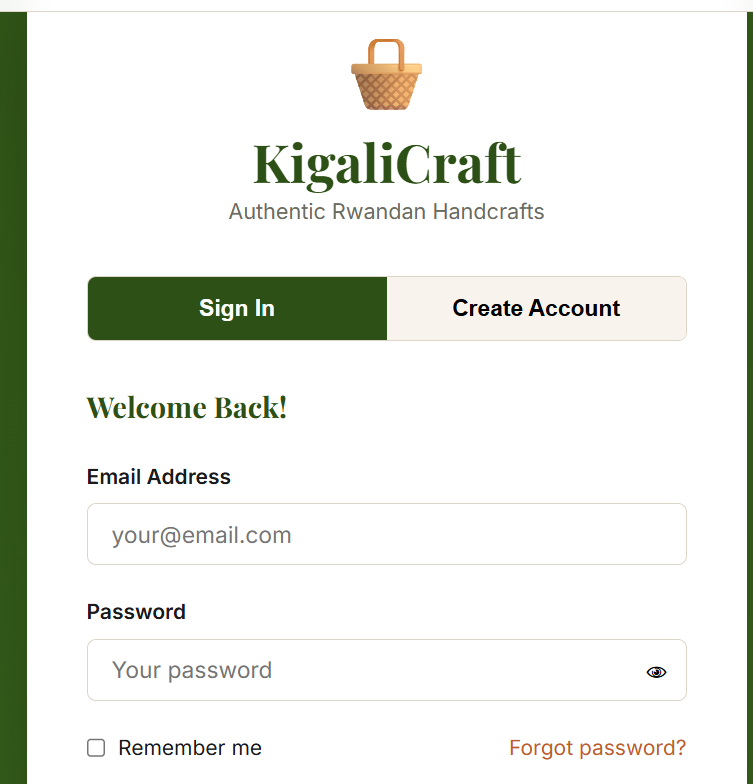 KigaliCraft
Authentic Rwandan Handcrafts
Sign In Create Account
Welcome Back!
Email Address
your@email.com
Password
Your password
Remember me Forgot password?